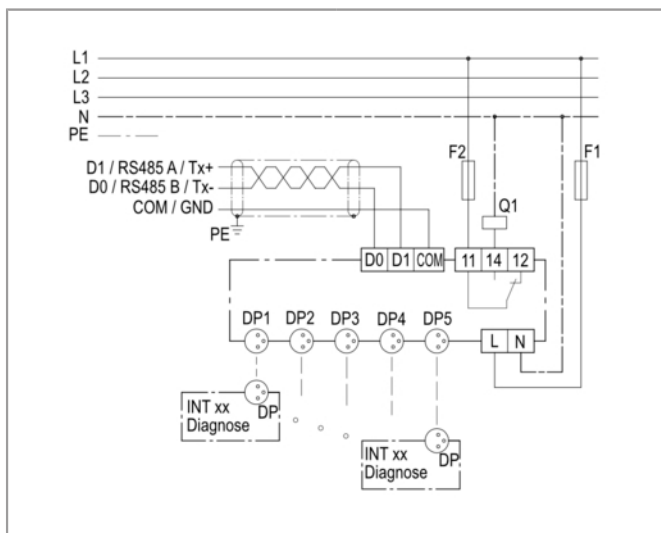 L1
L2
L3
N
PE
D1 / RS485 A / Tx+
D0 / RS485 B / Tx-
COM / GND
PE
F2
F1
Q1
D0 D1 COM
11 14 12
DP1 DP2 DP3 DP4 DP5
L N
DP
INT xx
Diagnose
DP
INT xx
Diagnose